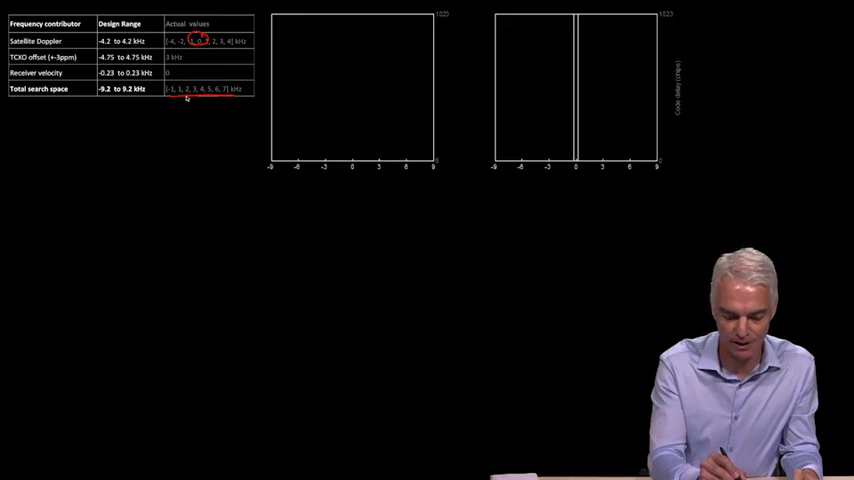 Frequency contributor Design Range Actual values
Satellite Doppler -4.2 to 4.2 kHz [-4, -2, -1, 0, 1, 2, 3, 4] kHz
TCXO offset (+-3ppm) -4.75 to 4.75 kHz 3 kHz
Receiver velocity -0.23 to 0.23 kHz 0
Total search space -9.2 to 9.2 kHz [-1, 1, 2, 3, 4, 5, 6, 7] kHz
1023
0
-9 -6 -3 0 3 6 9
1023
Code delay (chips)
0
-9 -6 -3 0 3 6 9